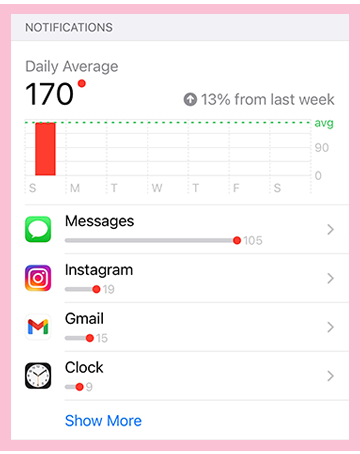 NOTIFICATIONS
Daily Average
170
13% from last week
avg
90
0
S M T W T F S
Messages
105
Instagram
19
Gmail
15
Clock
9
Show More